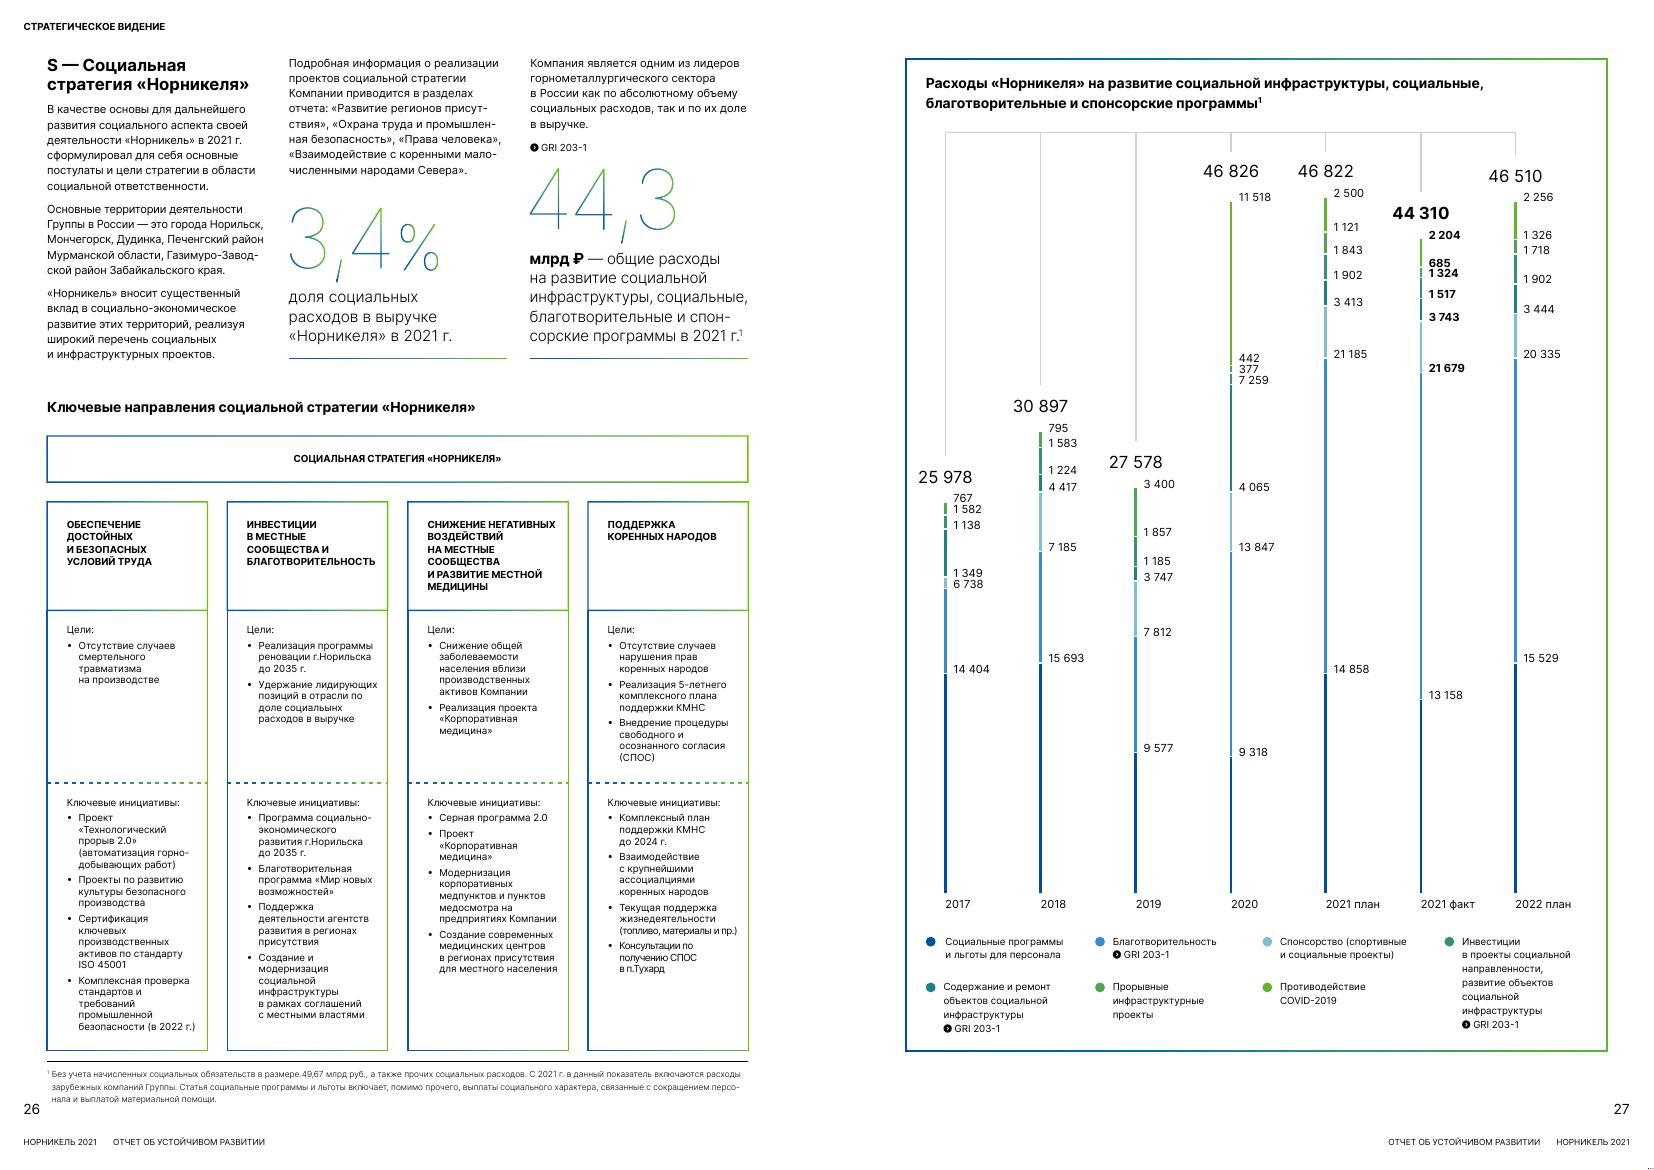 СТРАТЕГИЧЕСКОЕ ВИДЕНИЕ
S — Социальная
стратегия «Норникеля»
В качестве основы для дальнейшего
развития социального аспекта своей
деятельности «Норникель» в 2021 г.
сформулировал для себя основные
постулаты и цели стратегии в области
социальной ответственности.
Основные территории деятельности
Группы в России — это города Норильск,
Мончегорск, Дудинка, Печенгский район
Мурманской области, Газимуро-Завод-
ской район Забайкальского края.
«Норникель» вносит существенный
вклад в социально-экономическое
развитие этих территорий, реализуя
широкий перечень социальных
и инфраструктурных проектов.
Подробная информация о реализации
проектов социальной стратегии
Компании приводится в разделах
отчета: «Развитие регионов присут-
ствия», «Охрана труда и промышлен-
ная безопасность», «Права человека»,
«Взаимодействие с коренными мало-
численными народами Севера».
3,4%
доля социальных
расходов в выручке
«Норникеля» в 2021 г.
Компания является одним из лидеров
горнометаллургического сектора
в России как по абсолютному объему
социальных расходов, так и по их доле
в выручке.
GRI 203-1
44,3
млрд ₽ — общие расходы
на развитие социальной
инфраструктуры, социальные,
благотворительные и спон-
сорские программы в 2021 г.¹
Ключевые направления социальной стратегии «Норникеля»
СОЦИАЛЬНАЯ СТРАТЕГИЯ «НОРНИКЕЛЯ»
ОБЕСПЕЧЕНИЕ
ДОСТОЙНЫХ
И БЕЗОПАСНЫХ
УСЛОВИЙ ТРУДА
Цели:
• Отсутствие случаев
смертельного
травматизма
на производстве
Ключевые инициативы:
• Проект
«Технологический
прорыв 2.0»
(автоматизация горно-
добывающих работ)
• Проекты по развитию
культуры безопасного
производства
• Сертификация
ключевых
производственных
активов по стандарту
ISO 45001
• Комплексная проверка
стандартов и
требований
промышленной
безопасности (в 2022 г.)
ИНВЕСТИЦИИ
В МЕСТНЫЕ
СООБЩЕСТВА И
БЛАГОТВОРИТЕЛЬНОСТЬ
Цели:
• Реализация программы
реновации г.Норильска
до 2035 г.
• Удержание лидирующих
позиций в отрасли по
доле социальынх
расходов в выручке
Ключевые инициативы:
• Программа социально-
экономического
развития г.Норильска
до 2035 г.
• Благотворительная
программа «Мир новых
возможностей»
• Поддержка
деятельности агентств
развития в регионах
присутствия
• Создание и
модернизация
социальной
инфраструктуры
в рамках соглашений
с местными властями
СНИЖЕНИЕ НЕГАТИВНЫХ
ВОЗДЕЙСТВИЙ
НА МЕСТНЫЕ
СООБЩЕСТВА
И РАЗВИТИЕ МЕСТНОЙ
МЕДИЦИНЫ
Цели:
• Снижение общей
заболеваемости
населения вблизи
производственных
активов Компании
• Реализация проекта
«Корпоративная
медицина»
Ключевые инициативы:
• Серная программа 2.0
• Проект
«Корпоративная
медицина»
• Модернизация
корпоративных
медпунктов и пунктов
медосмотра на
предприятиях Компании
• Создание современных
медицинских центров
в регионах присутствия
для местного населения
ПОДДЕРЖКА
КОРЕННЫХ НАРОДОВ
Цели:
• Отсутствие случаев
нарушения прав
коренных народов
• Реализация 5-летнего
комплексного плана
поддержки КМНС
• Внедрение процедуры
свободного и
осознанного согласия
(СПОС)
Ключевые инициативы:
• Комплексный план
поддержки КМНС
до 2024 г.
• Взаимодействие
с крупнейшими
ассоциалциями
коренных народов
• Текущая поддержка
жизнедеятельности
(топливо, материалы и пр.)
• Консультации по
получению СПОС
в п.Тухард
¹ Без учета начисленных социальных обязательств в размере 49,67 млрд руб., а также прочих социальных расходов. С 2021 г. в данный показатель включаются расходы
зарубежных компаний Группы. Статья социальные программы и льготы включает, помимо прочего, выплаты социального характера, связанные с сокращением персо-
нала и выплатой материальной помощи.
26
НОРНИКЕЛЬ 2021 ОТЧЕТ ОБ УСТОЙЧИВОМ РАЗВИТИИ
Расходы «Норникеля» на развитие социальной инфраструктуры, социальные,
благотворительные и спонсорские программы¹
25 978
767
1 582
1 138
1 349
6 738
14 404
2017
30 897
795
1 583
1 224
4 417
7 185
15 693
2018
27 578
3 400
1 857
1 185
3 747
7 812
9 577
2019
46 826
11 518
442
377
7 259
4 065
13 847
9 318
2020
46 822
2 500
1 121
1 843
1 902
3 413
21 185
14 858
2021 план
44 310
2 204
685
1 324
1 517
3 743
21 679
13 158
2021 факт
46 510
2 256
1 326
1 718
1 902
3 444
20 335
15 529
2022 план
Социальные программы
и льготы для персонала
Благотворительность
GRI 203-1
Спонсорство (спортивные
и социальные проекты)
Инвестиции
в проекты социальной
направленности,
развитие объектов
социальной
инфраструктуры
GRI 203-1
Содержание и ремонт
объектов социальной
инфраструктуры
GRI 203-1
Прорывные
инфраструктурные
проекты
Противодействие
COVID-2019
27
ОТЧЕТ ОБ УСТОЙЧИВОМ РАЗВИТИИ НОРНИКЕЛЬ 2021